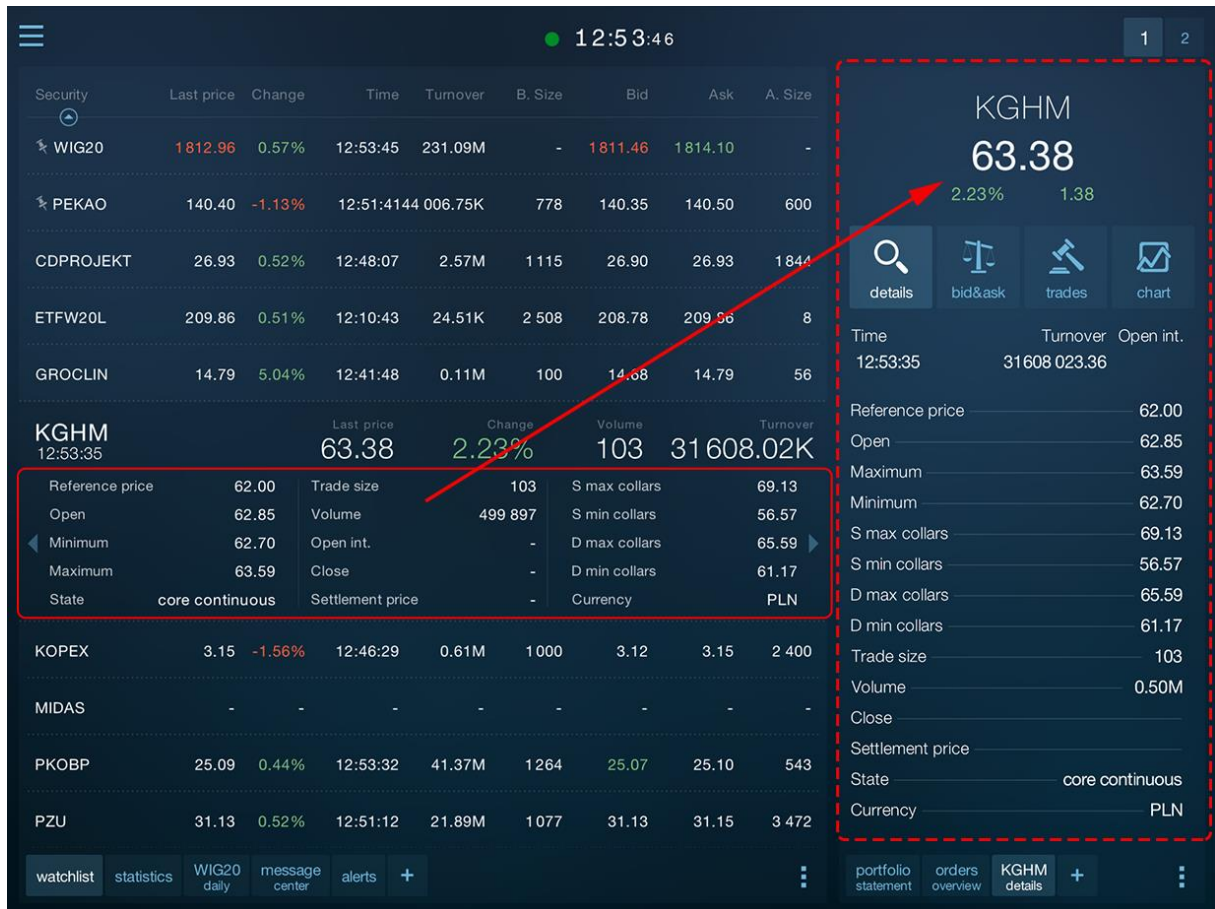 12:53:46
1 2
Security Last price Change Time Turnover B. Size Bid Ask A. Size
WIG20 1812.96 0.57% 12:53:45 231.09M - 1811.46 1814.10 -
PEKAO 140.40 -1.13% 12:51:41 44 006.75K 778 140.35 140.50 600
CDPROJEKT 26.93 0.52% 12:48:07 2.57M 1115 26.90 26.93 1844
ETFW20L 209.86 0.51% 12:10:43 24.51K 2 508 208.78 209.86 8
GROCLIN 14.79 5.04% 12:41:48 0.11M 100 14.68 14.79 56
Last price Change Volume Turnover
KGHM 63.38 2.23% 103 31 608.02K
12:53:35
Reference price 62.00 Trade size 103 S max collars 69.13
Open 62.85 Volume 499 897 S min collars 56.57
Minimum 62.70 Open int. - D max collars 65.59
Maximum 63.59 Close - D min collars 61.17
State core continuous Settlement price - Currency PLN
KOPEX 3.15 -1.56% 12:46:29 0.61M 1000 3.12 3.15 2 400
MIDAS - - - - - - - -
PKOBP 25.09 0.44% 12:53:32 41.37M 1264 25.07 25.10 543
PZU 31.13 0.52% 12:51:12 21.89M 1077 31.13 31.15 3 472
watchlist statistics WIG20 daily message center alerts +
KGHM
63.38
2.23% 1.38
details bid&ask trades chart
Time Turnover Open int.
12:53:35 31608 023.36
Reference price 62.00
Open 62.85
Maximum 63.59
Minimum 62.70
S max collars 69.13
S min collars 56.57
D max collars 65.59
D min collars 61.17
Trade size 103
Volume 0.50M
Close
Settlement price
State core continuous
Currency PLN
portfolio statement orders overview KGHM details +